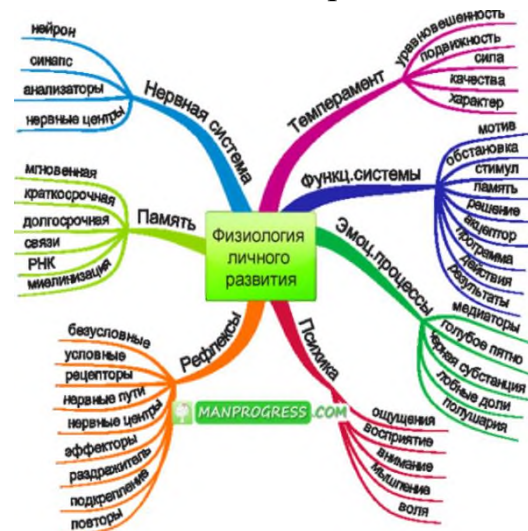 Физиология
личного
развития
Нервная система
нейрон
синапс
анализаторы
нервные центры
Память
мгновенная
краткосрочная
долгосрочная
связи
РНК
миелинизация
Рефлексы
безусловные
условные
рецепторы
нервные пути
нервные центры
эффекторы
раздражитель
подкрепление
повторы
Темперамент
уравновешенность
подвижность
сила
качества
характер
Функц.системы
мотив
обстановка
стимул
память
решение
акцептор
программа
действия
результаты
Эмоц.процессы
медиаторы
голубое пятно
черная субстанция
лобные доли
полушария
Психика
ощущения
восприятие
внимание
мышление
воля
MANPROGRESS.COM